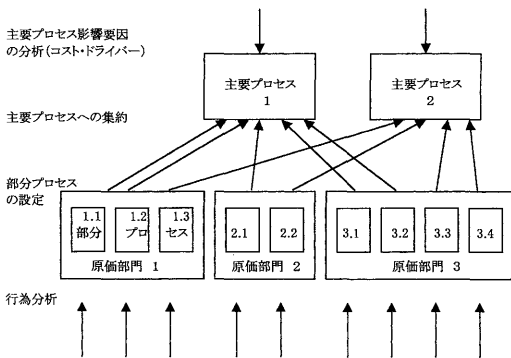 主要プロセス影響要因
の分析(コスト・ドライバー)
主要プロセス
1
主要プロセス
2
主要プロセスへの集約
部分プロセス
の設定
1.1
部分
1.2
プロ
1.3
セス
2.1
2.2
3.1
3.2
3.3
3.4
原価部門 1
原価部門 2
原価部門 3
行為分析